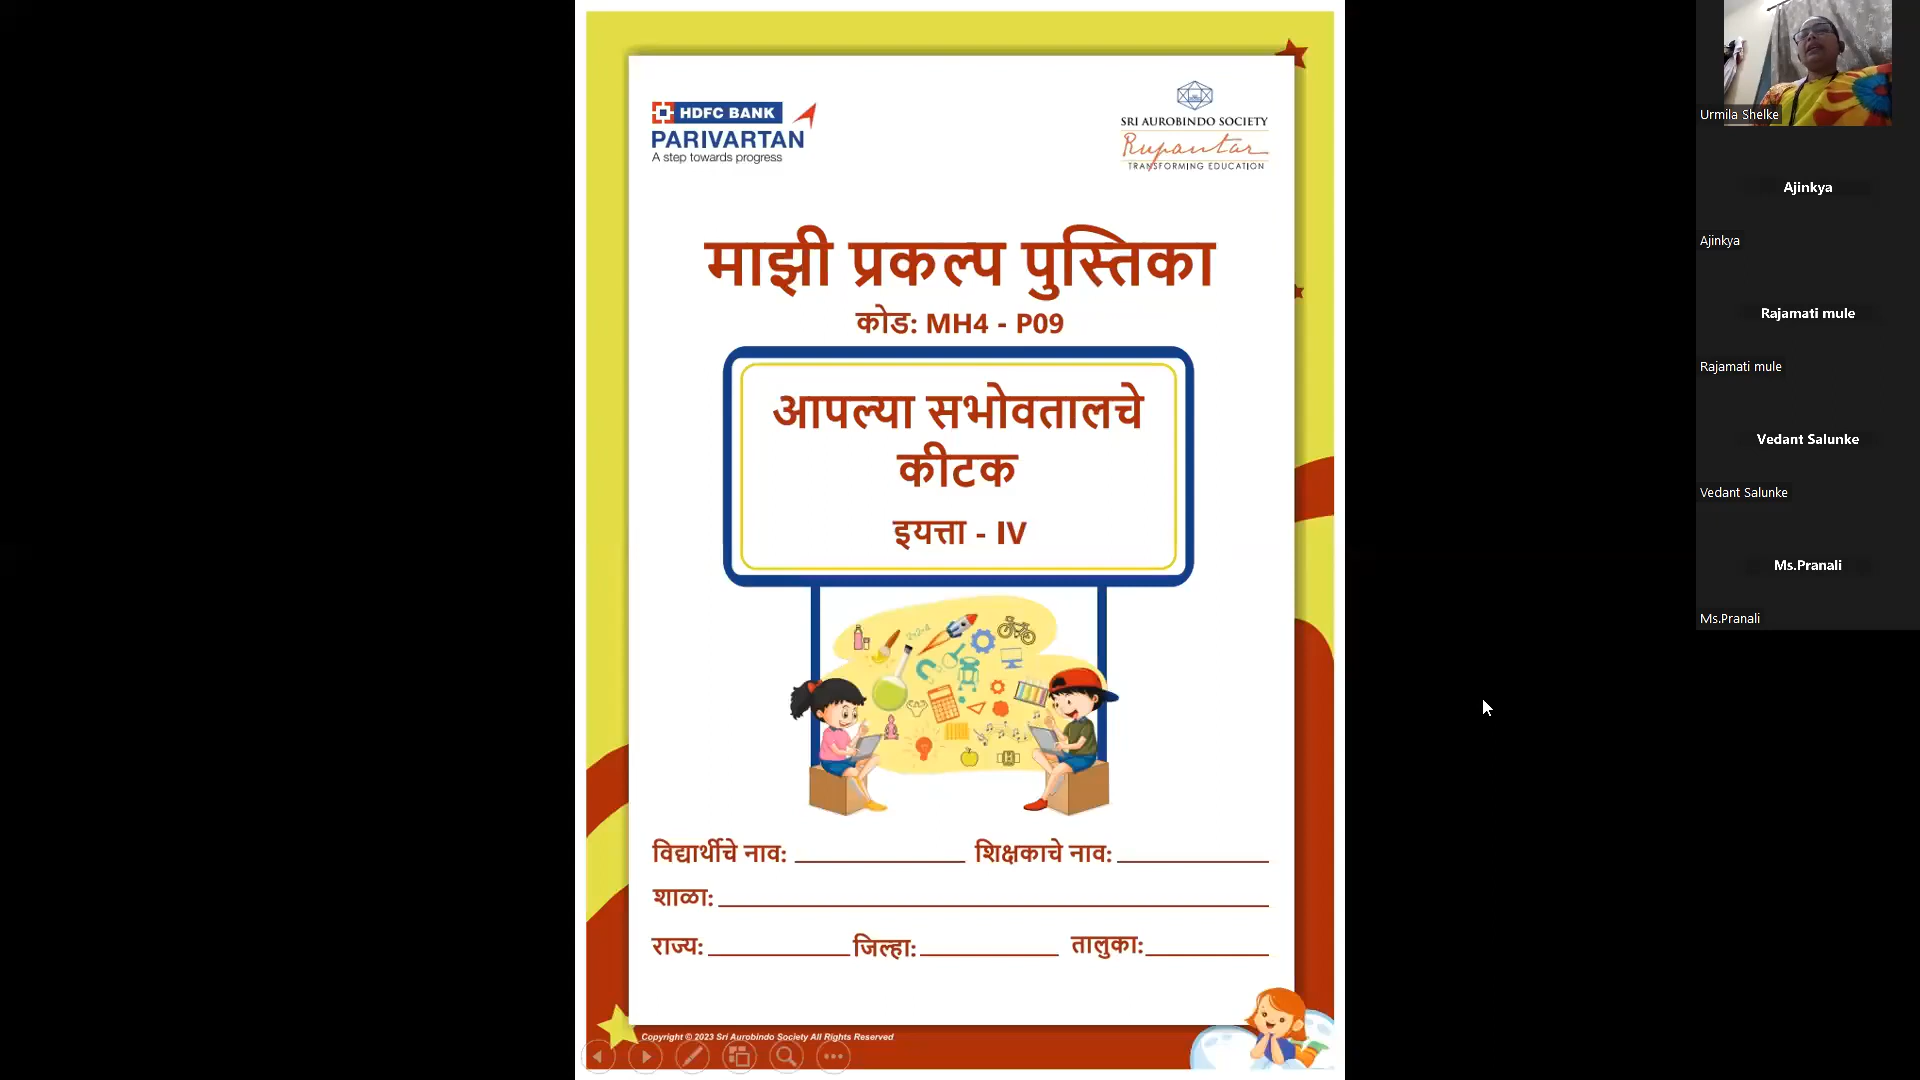 HDFC BANK
PARIVARTAN
A step towards progress
SRI AUROBINDO SOCIETY
Rupantar
TRANSFORMING EDUCATION
माझी प्रकल्प पुस्तिका
कोड: MH4 - P09
आपल्या सभोवतालचे
कीटक
इयत्ता - IV
विद्यार्थीचे नाव: शिक्षकाचे नाव:
शाळा:
राज्य: जिल्हा: तालुका:
Copyright © 2023 Sri Aurobindo Society All Rights Reserved
Urmila Shelke
Ajinkya
Ajinkya
Rajamati mule
Rajamati mule
Vedant Salunke
Vedant Salunke
Ms.Pranali
Ms.Pranali